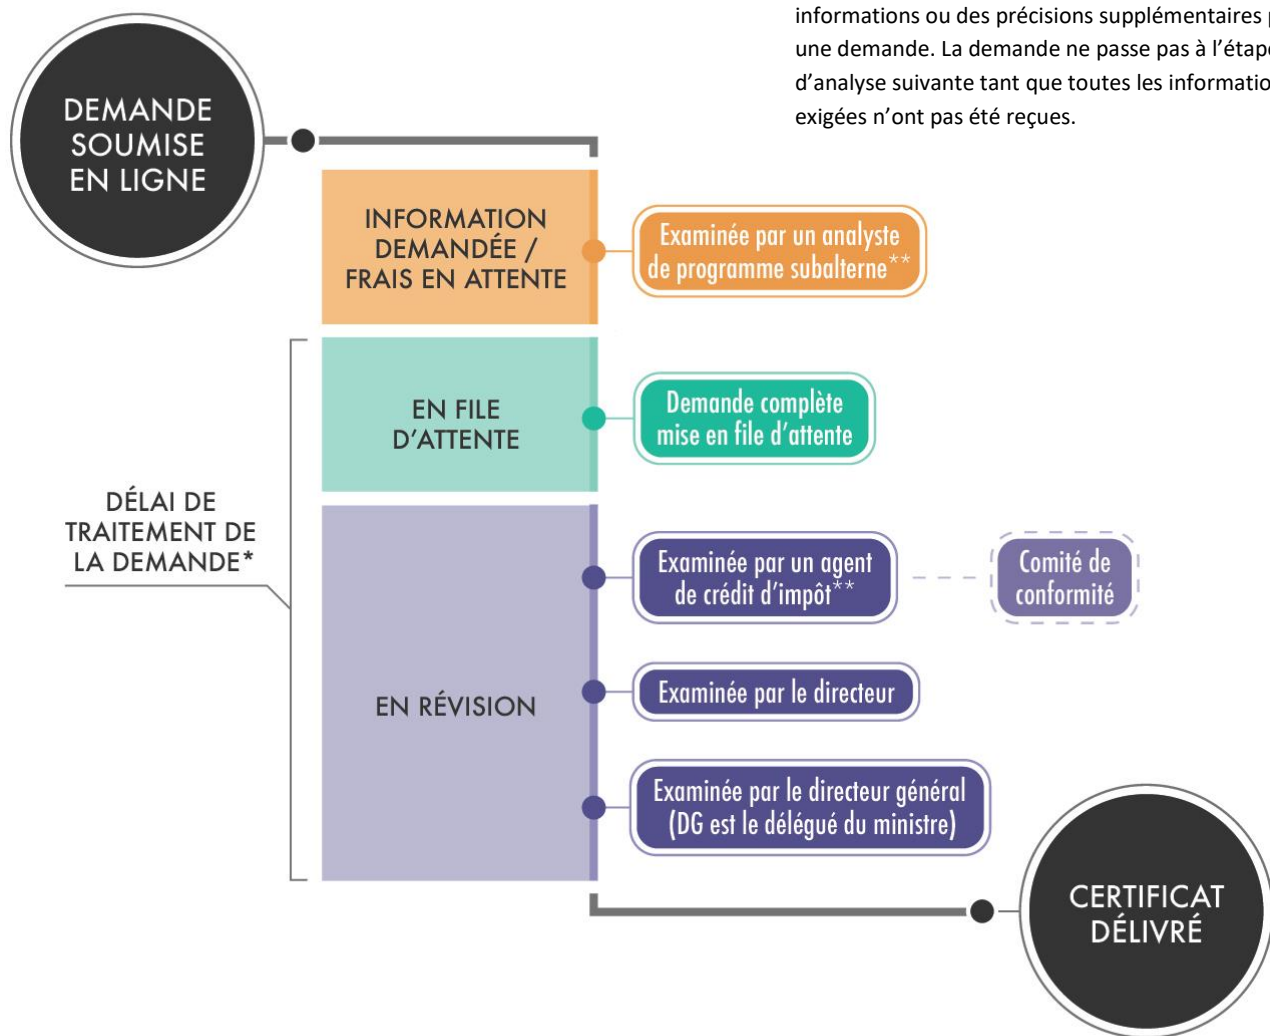 informations ou des précisions supplémentaires
une demande. La demande ne passe pas à l'étape
d'analyse suivante tant que toutes les
exigées n'ont pas été reçues.
DEMANDE
SOUMISE
EN LIGNE
INFORMATION
DEMANDÉE /
FRAIS EN ATTENTE
Examinée par un analyste
de programme subalterne**
EN FILE
D'ATTENTE
Demande complète
mise en file d'attente
DÉLAI DE
TRAITEMENT DE
LA DEMANDE*
EN RÉVISION
Examinée par un agent
de crédit d'impôt**
Comité de
conformité
Examinée par le directeur
Examinée par le directeur général
(DG est le délégué du ministre)
CERTIFICAT
DÉLIVRÉ